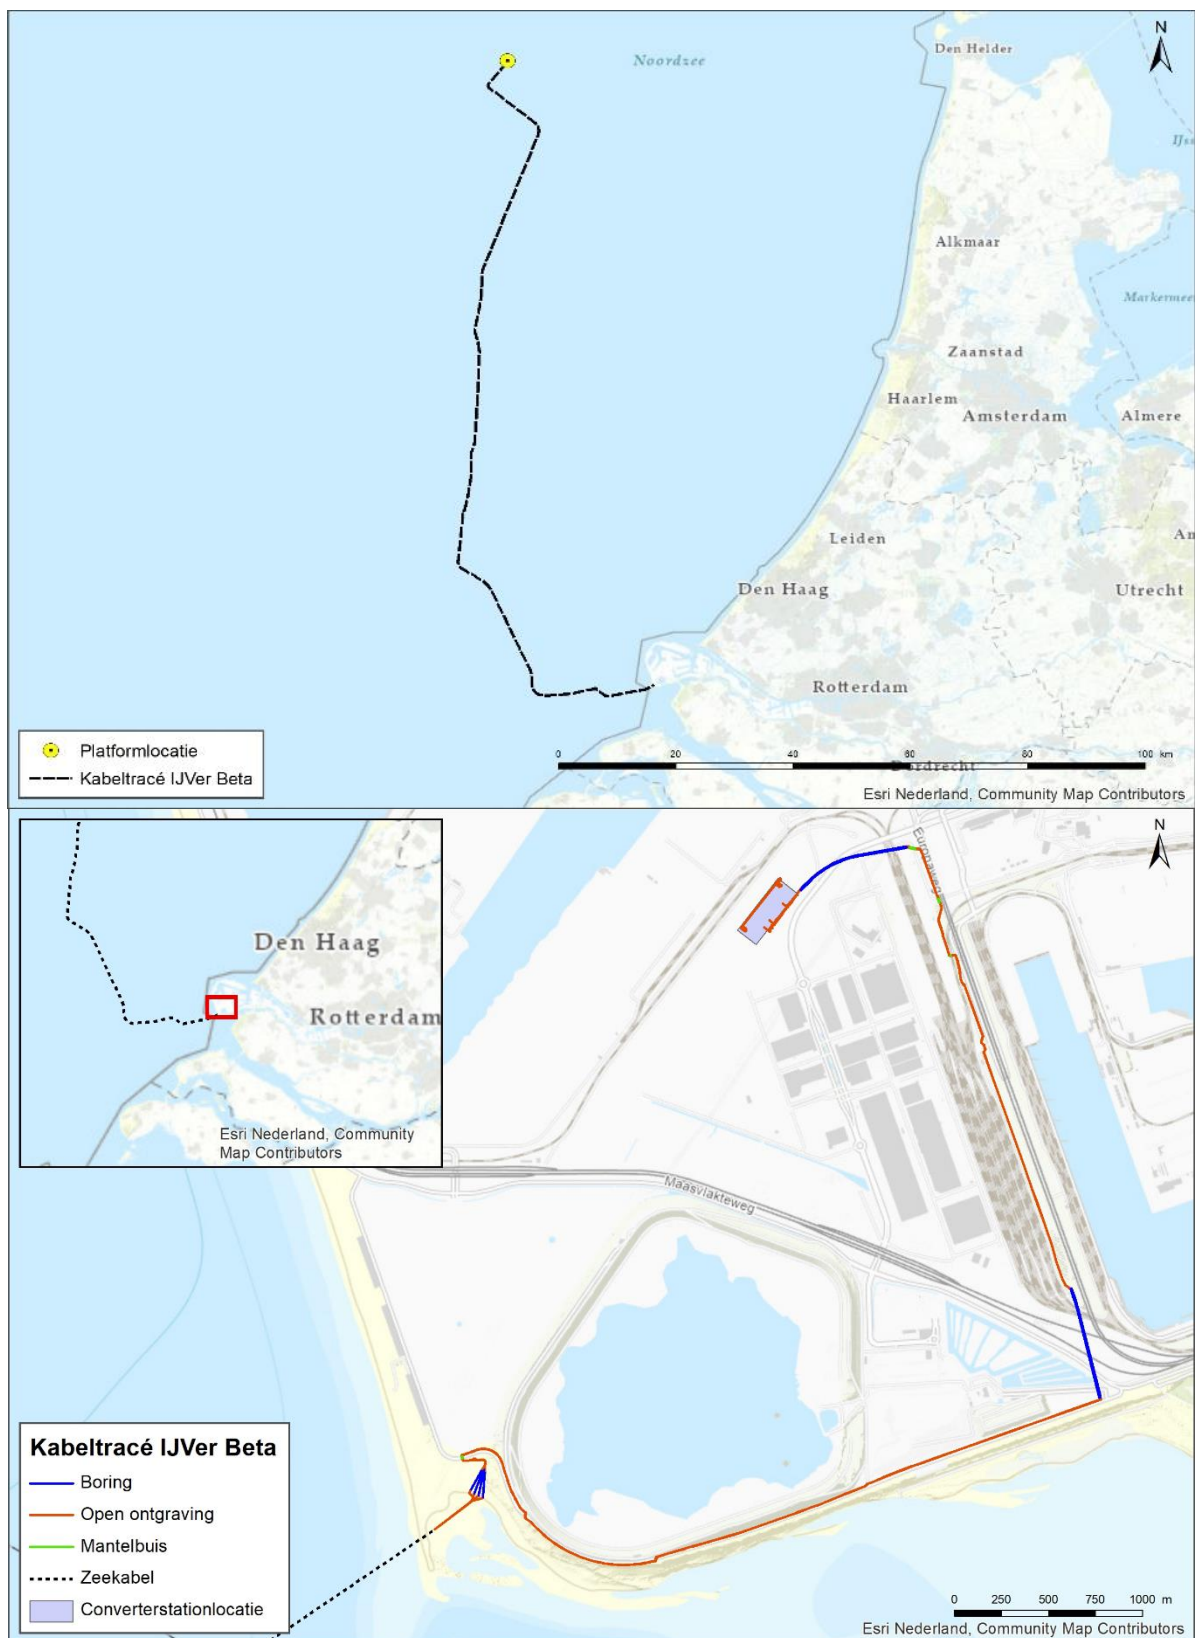 N
Den Helder
Noordzee
Alkmaar
Zaanstad
Haarlem
Amsterdam
Almere
Leiden
Den Haag
Utrecht
Rotterdam
Platformlocatie
Kabeltracé IJVer Beta
0 20 40 60 80 100 km
Dordrecht
Esri Nederland, Community Map Contributors
N
Europaweg
Den Haag
Rotterdam
Esri Nederland, Community
Map Contributors
Maasvlakteweg
Kabeltracé IJVer Beta
Boring
Open ontgraving
Mantelbuis
Zeekabel
Converterstationlocatie
0 250 500 750 1000 m
Esri Nederland, Community Map Contributors